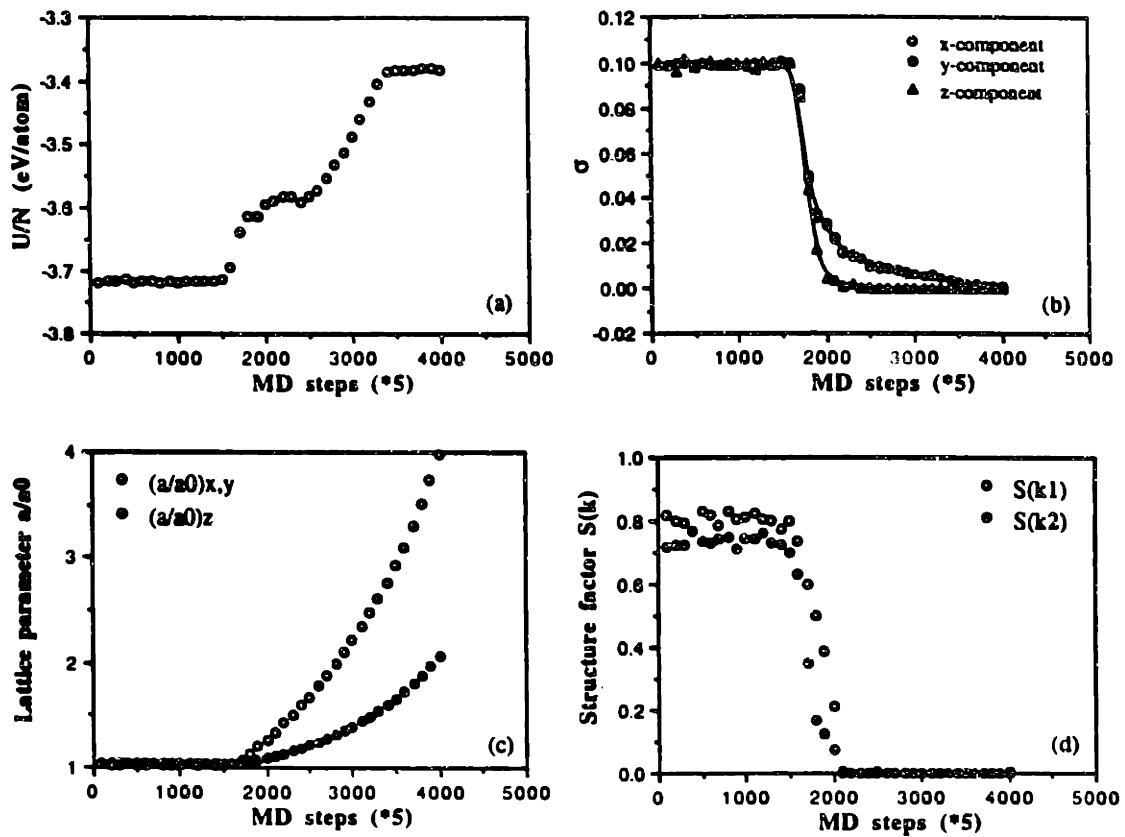 -3.3
-3.4
-3.5
-3.6
-3.7
-3.8
U/N (eV/atom)
(a)
0 1000 2000 3000 4000 5000
MD steps (*5)
0.12
0.10
0.08
0.06
0.04
0.02
0.00
-0.02
σ
x-component
y-component
z-component
(b)
0 1000 2000 3000 4000 5000
MD steps (*5)
4
3
2
1
Lattice parameter a/a0
(a/a0)x,y
(a/a0)z
(c)
0 1000 2000 3000 4000 5000
MD steps (*5)
1.0
0.8
0.6
0.4
0.2
0.0
Structure factor S(k)
S(k1)
S(k2)
(d)
0 1000 2000 3000 4000 5000
MD steps (*5)